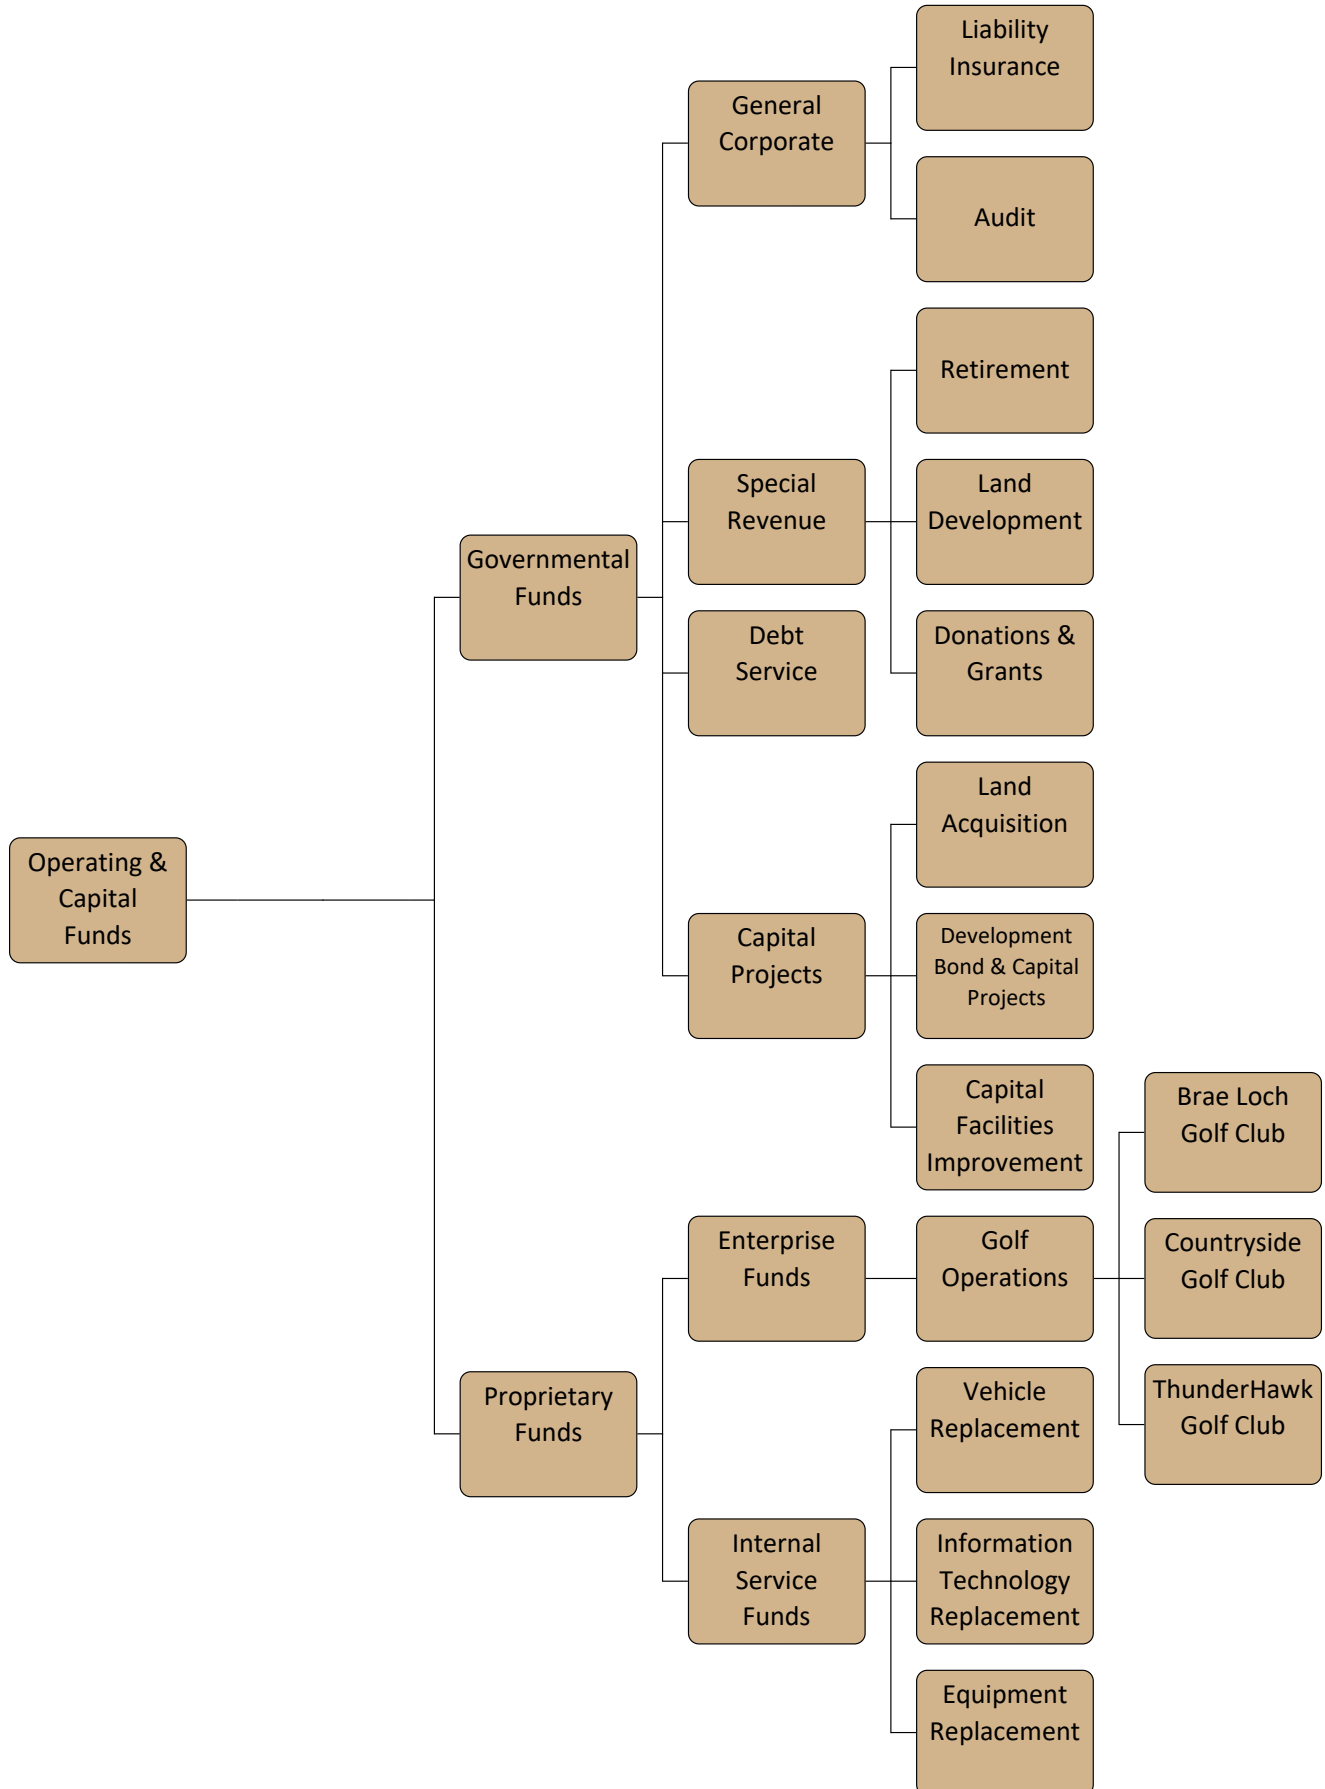 Liability
Insurance
General
Corporate
Audit
Retirement
Special
Revenue
Land
Development
Governmental
Funds
Debt
Service
Donations &
Grants
Land
Acquisition
Operating &
Capital
Funds
Capital
Projects
Development
Bond & Capital
Projects
Capital
Facilities
Improvement
Brae Loch
Golf Club
Enterprise
Funds
Golf
Operations
Countryside
Golf Club
Proprietary
Funds
Vehicle
Replacement
ThunderHawk
Golf Club
Internal
Service
Funds
Information
Technology
Replacement
Equipment
Replacement